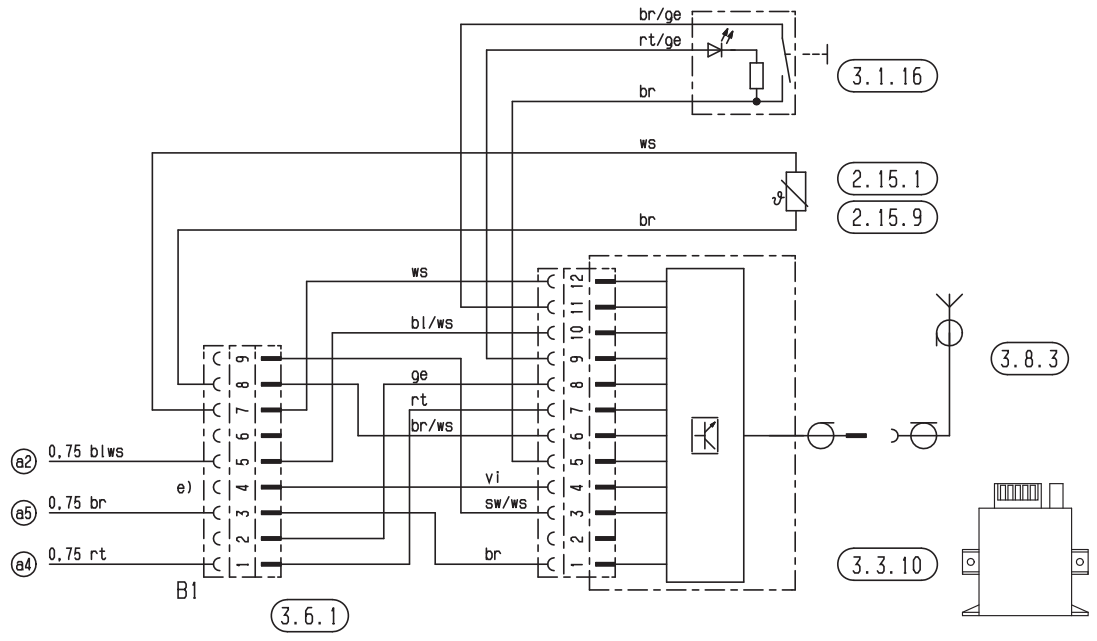 br/ge
rt/ge
br
3.1.16
ws
2.15.1
2.15.9
br
ws
12
11
bl/ws
10
9
9
3.8.3
8
ge
8
7
rt
7
6
br/ws
6
a2 0,75 blws
5
5
e)
4
vi
4
a5 0,75 br
3
sw/ws
3
2
2
a4 0,75 rt
1
br
1
3.3.10
B1
3.6.1